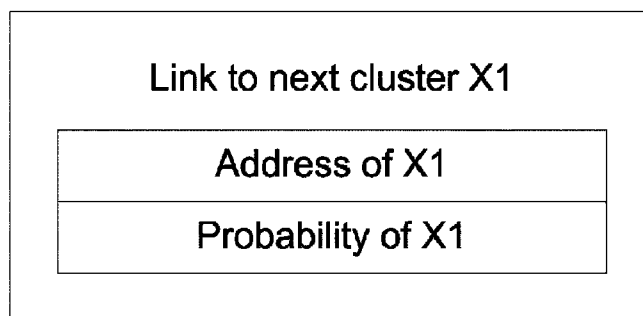 Link to next cluster X1
Address of X1
Probability of X1